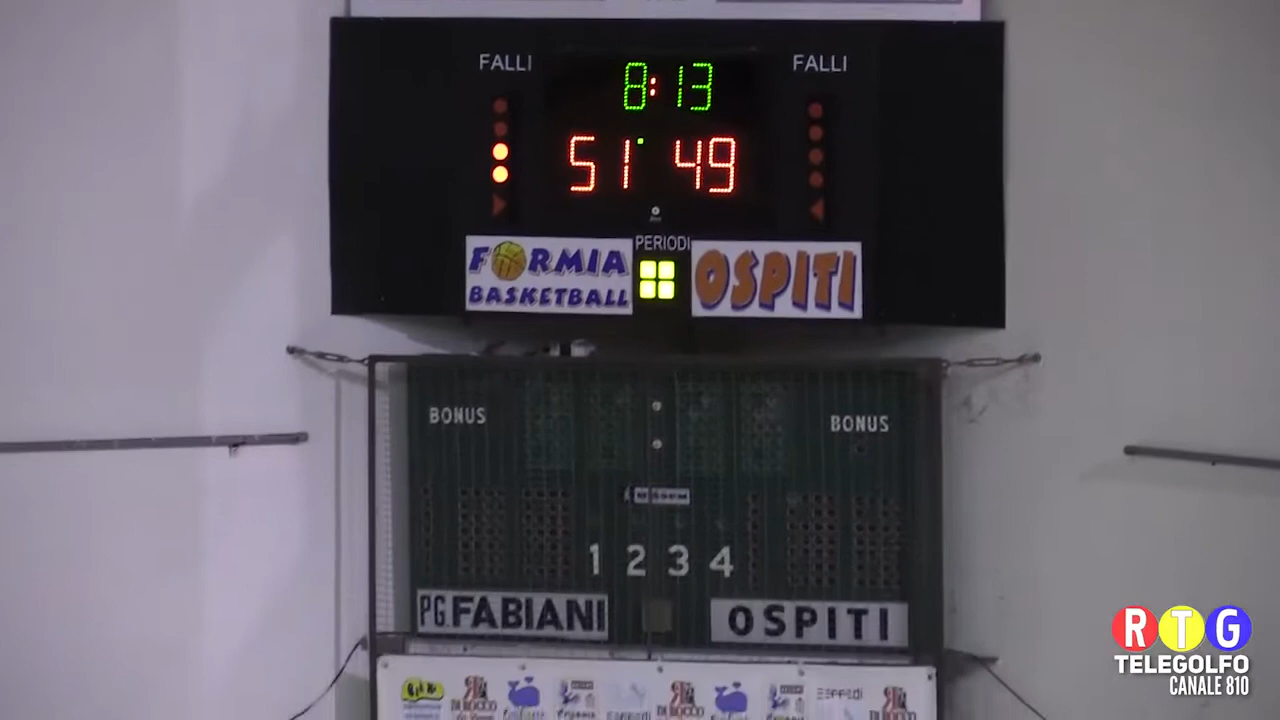 FALLI
FALLI
8:13
51 49
PERIODI
FORMIA
BASKETBALL
OSPITI
BONUS
BONUS
1 2 3 4
P.G. FABIANI
OSPITI
RTG
TELEGOLFO
CANALE 810